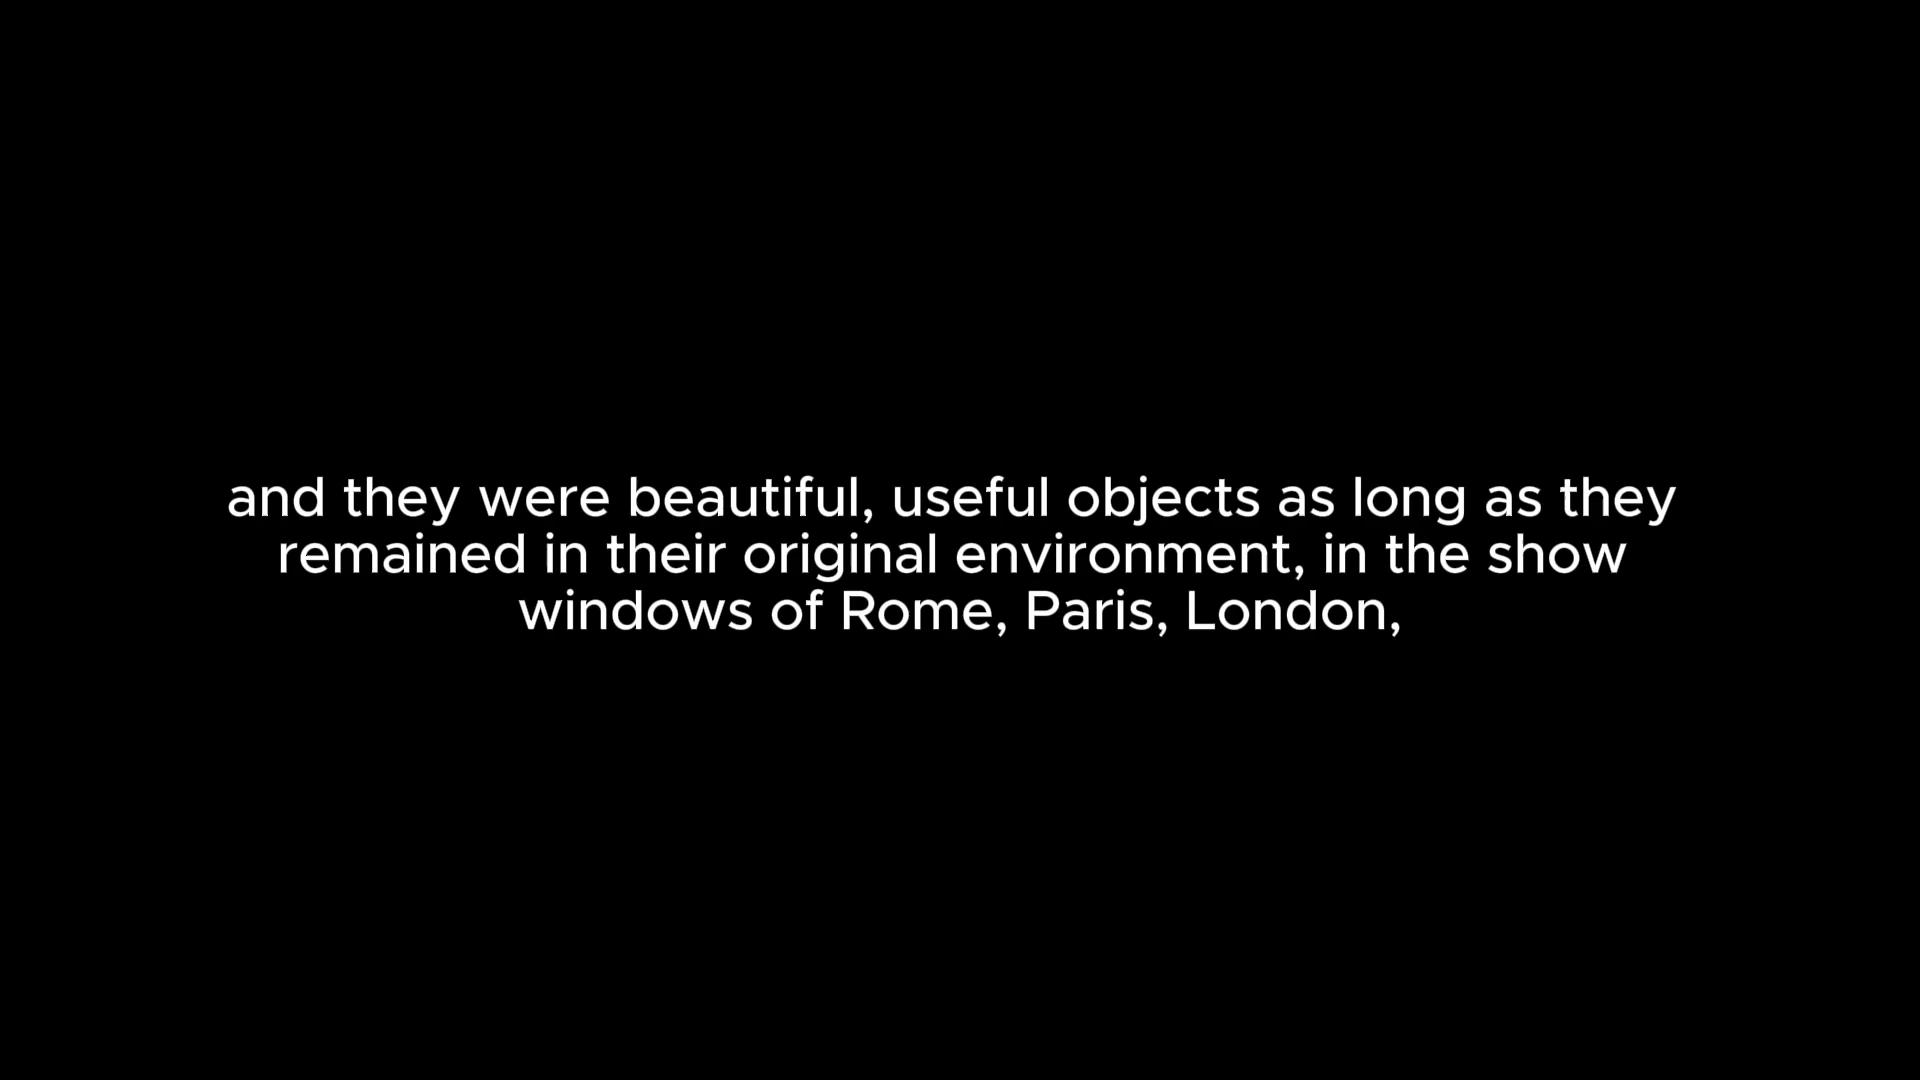 and they were beautiful, useful objects as long as they
remained in their original environment, in the show
windows of Rome, Paris, London,